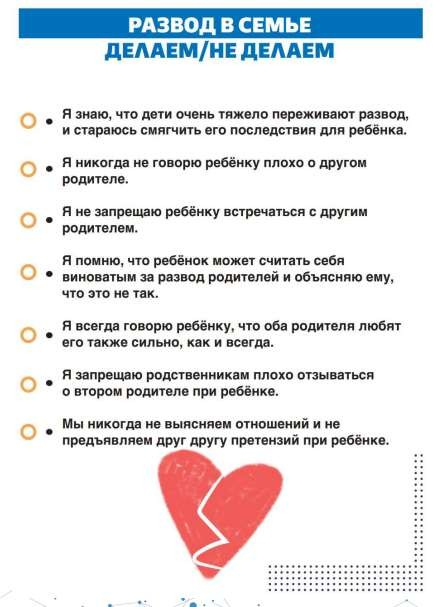 РАЗВОД В СЕМЬЕ
ДЕЛАЕМ/НЕ ДЕЛАЕМ
Я знаю, что дети очень тяжело переживают развод,
и стараюсь смягчить его последствия для ребёнка.
Я никогда не говорю ребёнку плохо о другом
родителе.
Я не запрещаю ребёнку встречаться с другим
родителем.
Я помню, что ребёнок может считать себя
виноватым за развод родителей и объясняю ему,
что это не так.
Я всегда говорю ребёнку, что оба родителя любят
его также сильно, как и всегда.
Я запрещаю родственникам плохо отзываться
о втором родителе при ребёнке.
Мы никогда не выясняем отношений и не
предъявляем друг другу претензий при ребёнке.